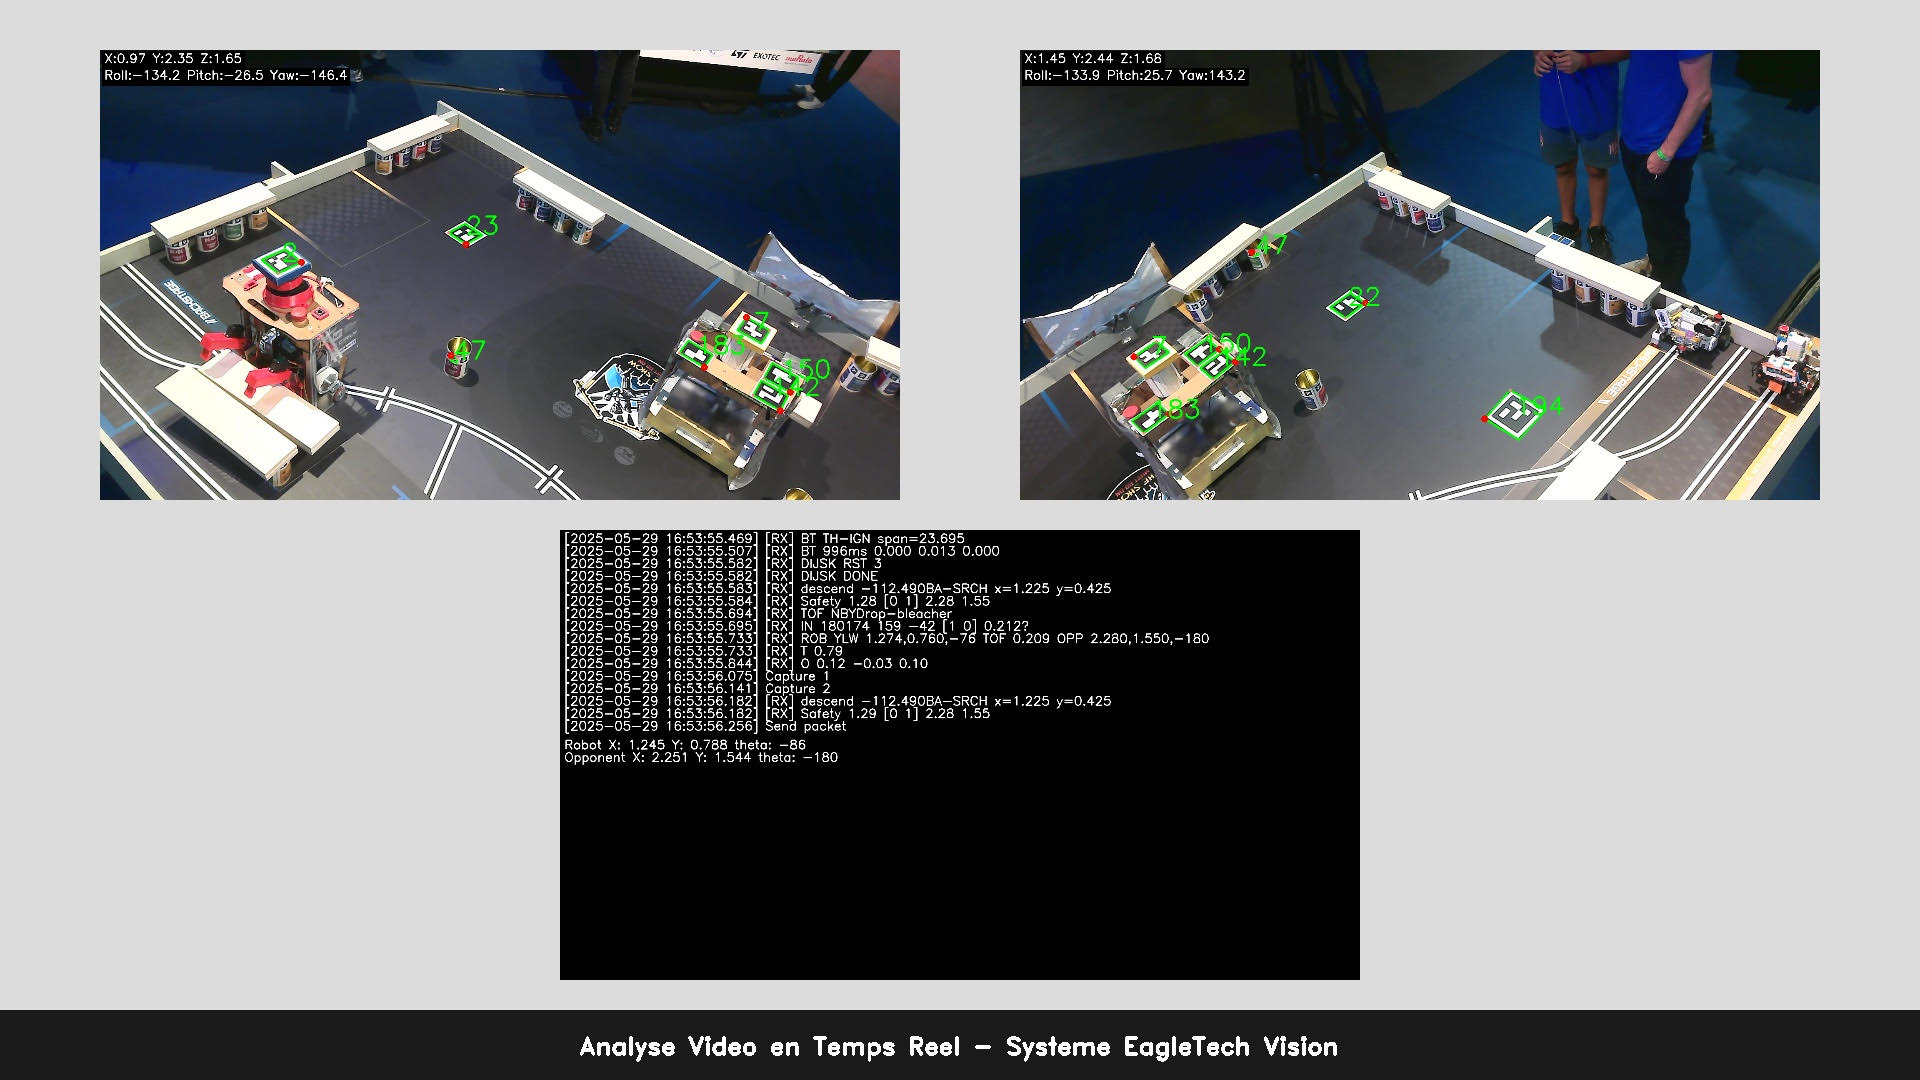 X:0.97 Y:2.35 Z:1.65
Roll:-134.2 Pitch:-26.5 Yaw:-146.4
EXOTEC
muRata
23
47
7
183
150
142
//BACKSTAGE
X:1.45 Y:2.44 Z:1.68
Roll:-133.9 Pitch:25.7 Yaw:143.2
47
7
150
142
183
[2025-05-29 16:53:55.469] [RX] BT TH-IGN span=23.695
[2025-05-29 16:53:55.507] [RX] BT 996ms 0.000 0.013 0.000
[2025-05-29 16:53:55.582] [RX] DIJSK RST 3
[2025-05-29 16:53:55.582] [RX] DIJSK DONE
[2025-05-29 16:53:55.583] [RX] descend -112.490BA-SRCH x=1.225 y=0.425
[2025-05-29 16:53:55.584] [RX] Safety 1.28 [0 1] 2.28 1.55
[2025-05-29 16:53:55.694] [RX] TOF NBYDrop-bleacher
[2025-05-29 16:53:55.695] [RX] IN 180174 159 -42 [1 0] 0.212?
[2025-05-29 16:53:55.733] [RX] ROB YLW 1.274,0.760,-76 TOF 0.209 OPP 2.280,1.550,-180
[2025-05-29 16:53:55.733] [RX] T 0.79
[2025-05-29 16:53:55.844] [RX] O 0.12 -0.03 0.10
[2025-05-29 16:53:56.075] Capture 1
[2025-05-29 16:53:56.141] Capture 2
[2025-05-29 16:53:56.182] [RX] descend -112.490BA-SRCH x=1.225 y=0.425
[2025-05-29 16:53:56.182] [RX] Safety 1.29 [0 1] 2.28 1.55
[2025-05-29 16:53:56.256] Send packet
Robot X: 1.245 Y: 0.788 theta: -86
Opponent X: 2.251 Y: 1.544 theta: -180
Analyse Video en Temps Reel - Systeme EagleTech Vision